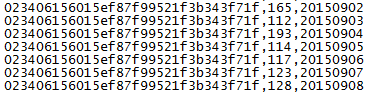 023406156015ef87f99521f3b343f71f,165,20150902
023406156015ef87f99521f3b343f71f,112,20150903
023406156015ef87f99521f3b343f71f,193,20150904
023406156015ef87f99521f3b343f71f,114,20150905
023406156015ef87f99521f3b343f71f,117,20150906
023406156015ef87f99521f3b343f71f,123,20150907
023406156015ef87f99521f3b343f71f,128,20150908